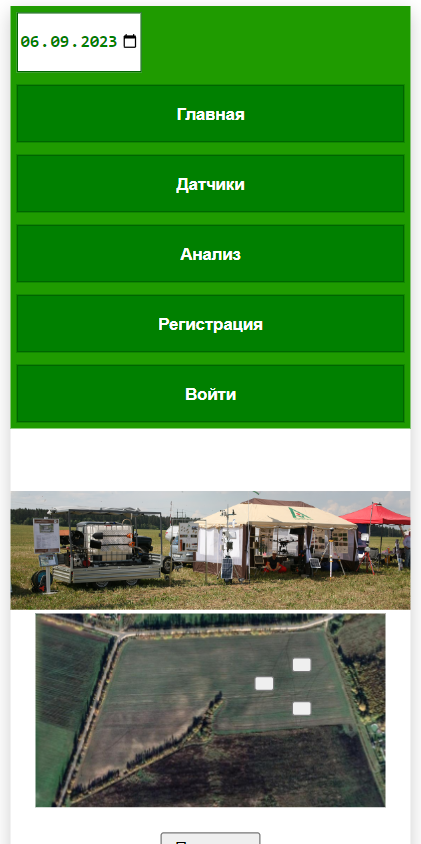 06.09.2023
Главная
Датчики
Анализ
Регистрация
Войти